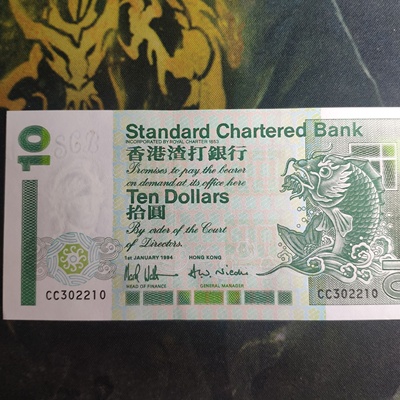 10
Standard Chartered Bank
INCORPORATED BY ROYAL CHARTER 1853
香港渣打銀行
Promises to pay the bearer
on demand at its office here
Ten Dollars
拾圓
By order of the Court
of Directors.
1st JANUARY 1994 HONG KONG
HEAD OF FINANCE GENERAL MANAGER
CC302210 CC302210
10